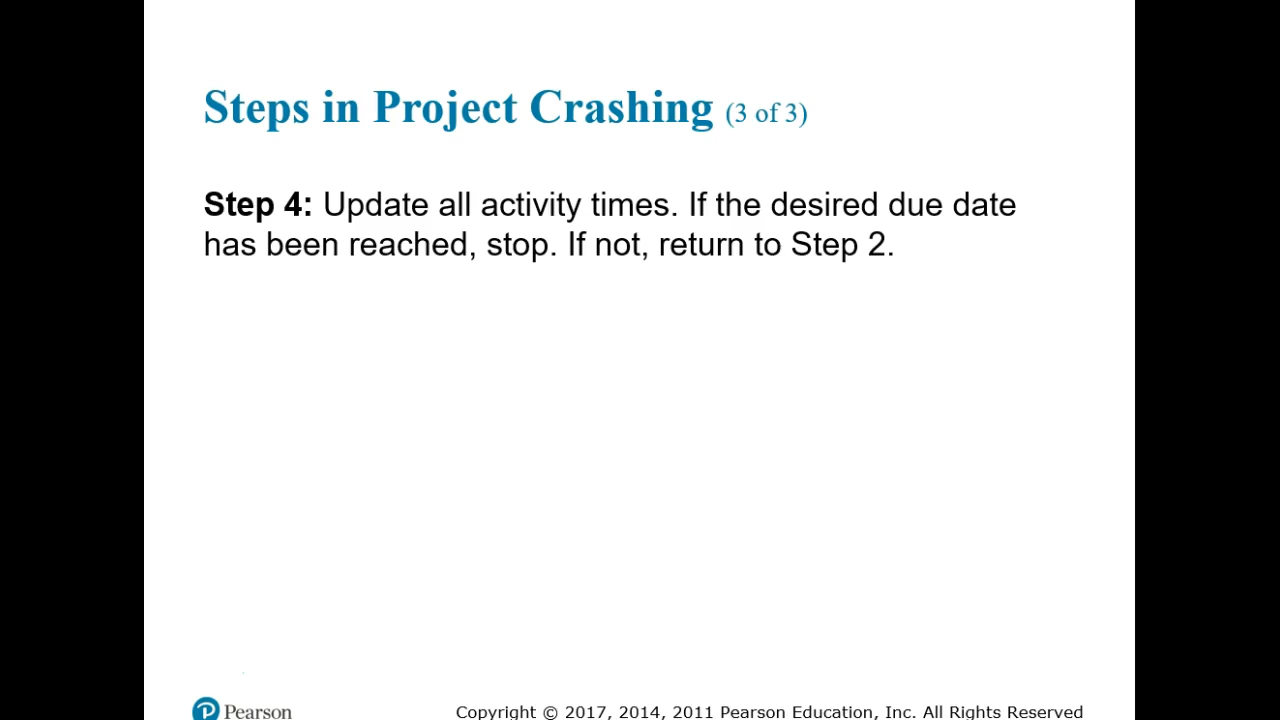 Steps in Project Crashing (3 of 3)
Step 4: Update all activity times. If the desired due date
has been reached, stop. If not, return to Step 2.
Pearson
Copyright © 2017, 2014, 2011 Pearson Education, Inc. All Rights Reserved